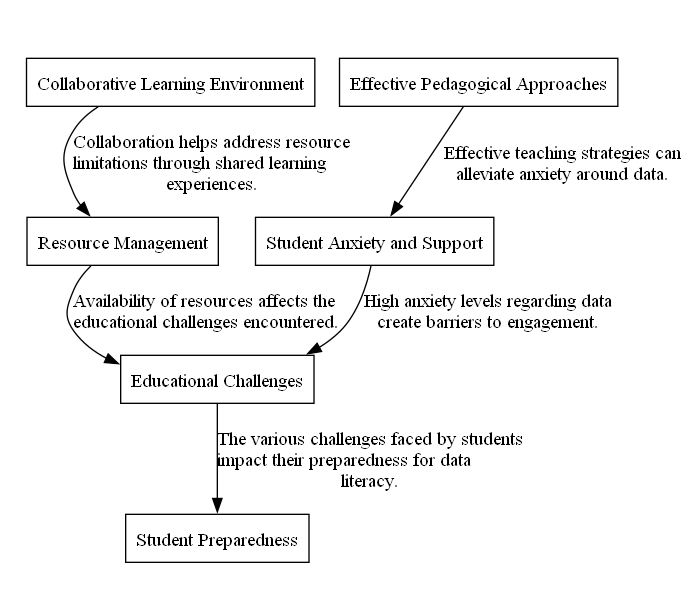 Collaborative Learning Environment
Effective Pedagogical Approaches
Collaboration helps address resource
limitations through shared learning
experiences.
Effective teaching strategies can
alleviate anxiety around data.
Resource Management
Student Anxiety and Support
Availability of resources affects the
educational challenges encountered.
High anxiety levels regarding data
create barriers to engagement.
Educational Challenges
The various challenges faced by students
impact their preparedness for data
literacy.
Student Preparedness